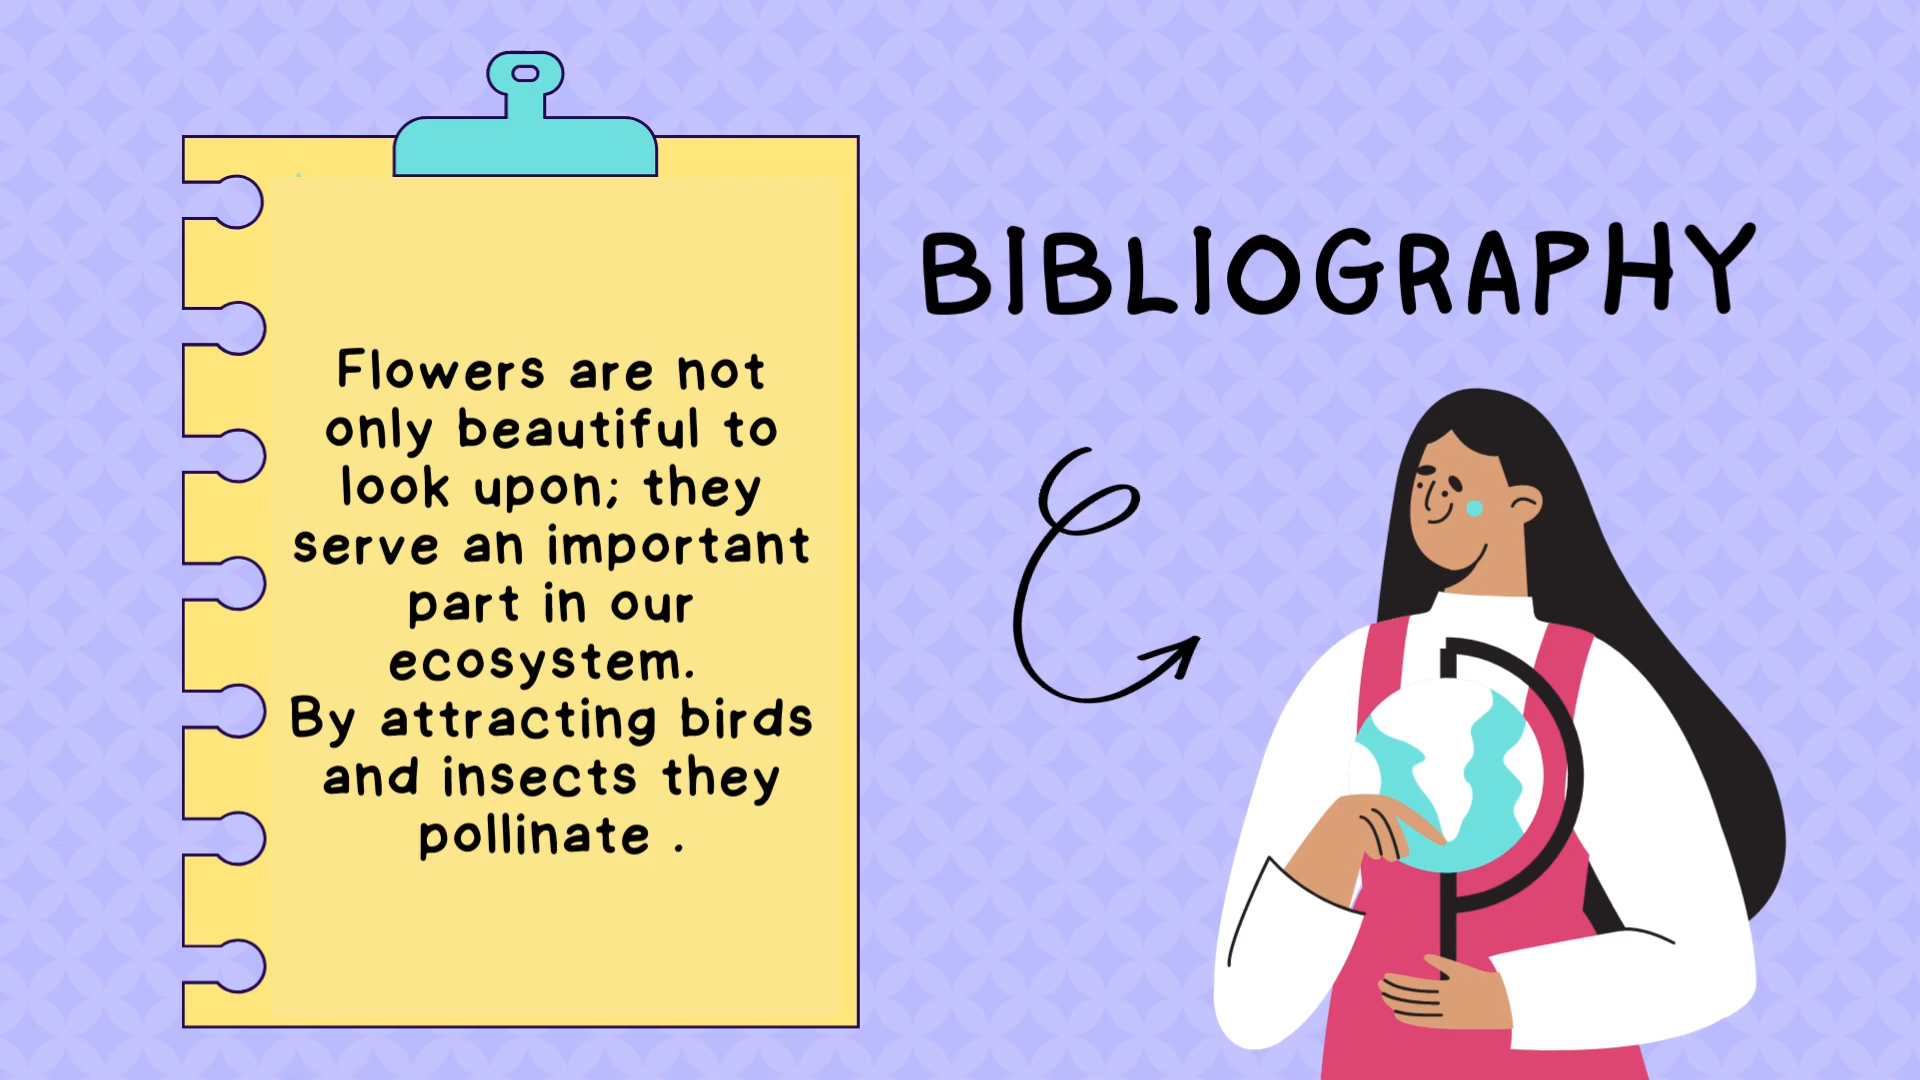 BIBLIOGRAPHY
Flowers are not
only beautiful to
look upon; they
serve an important
part in our
ecosystem.
By attracting birds
and insects they
pollinate .